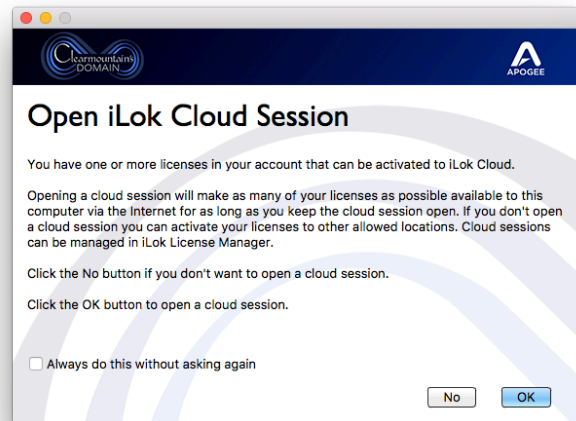 Clearmountain's
DOMAIN
APOGEE
Open iLok Cloud Session
You have one or more licenses in your account that can be activated to iLok Cloud.
Opening a cloud session will make as many of your licenses as possible available to this
computer via the Internet for as long as you keep the cloud session open. If you don't open
a cloud session you can activate your licenses to other allowed locations. Cloud sessions
can be managed in iLok License Manager.
Click the No button if you don't want to open a cloud session.
Click the OK button to open a cloud session.
Always do this without asking again
No
OK